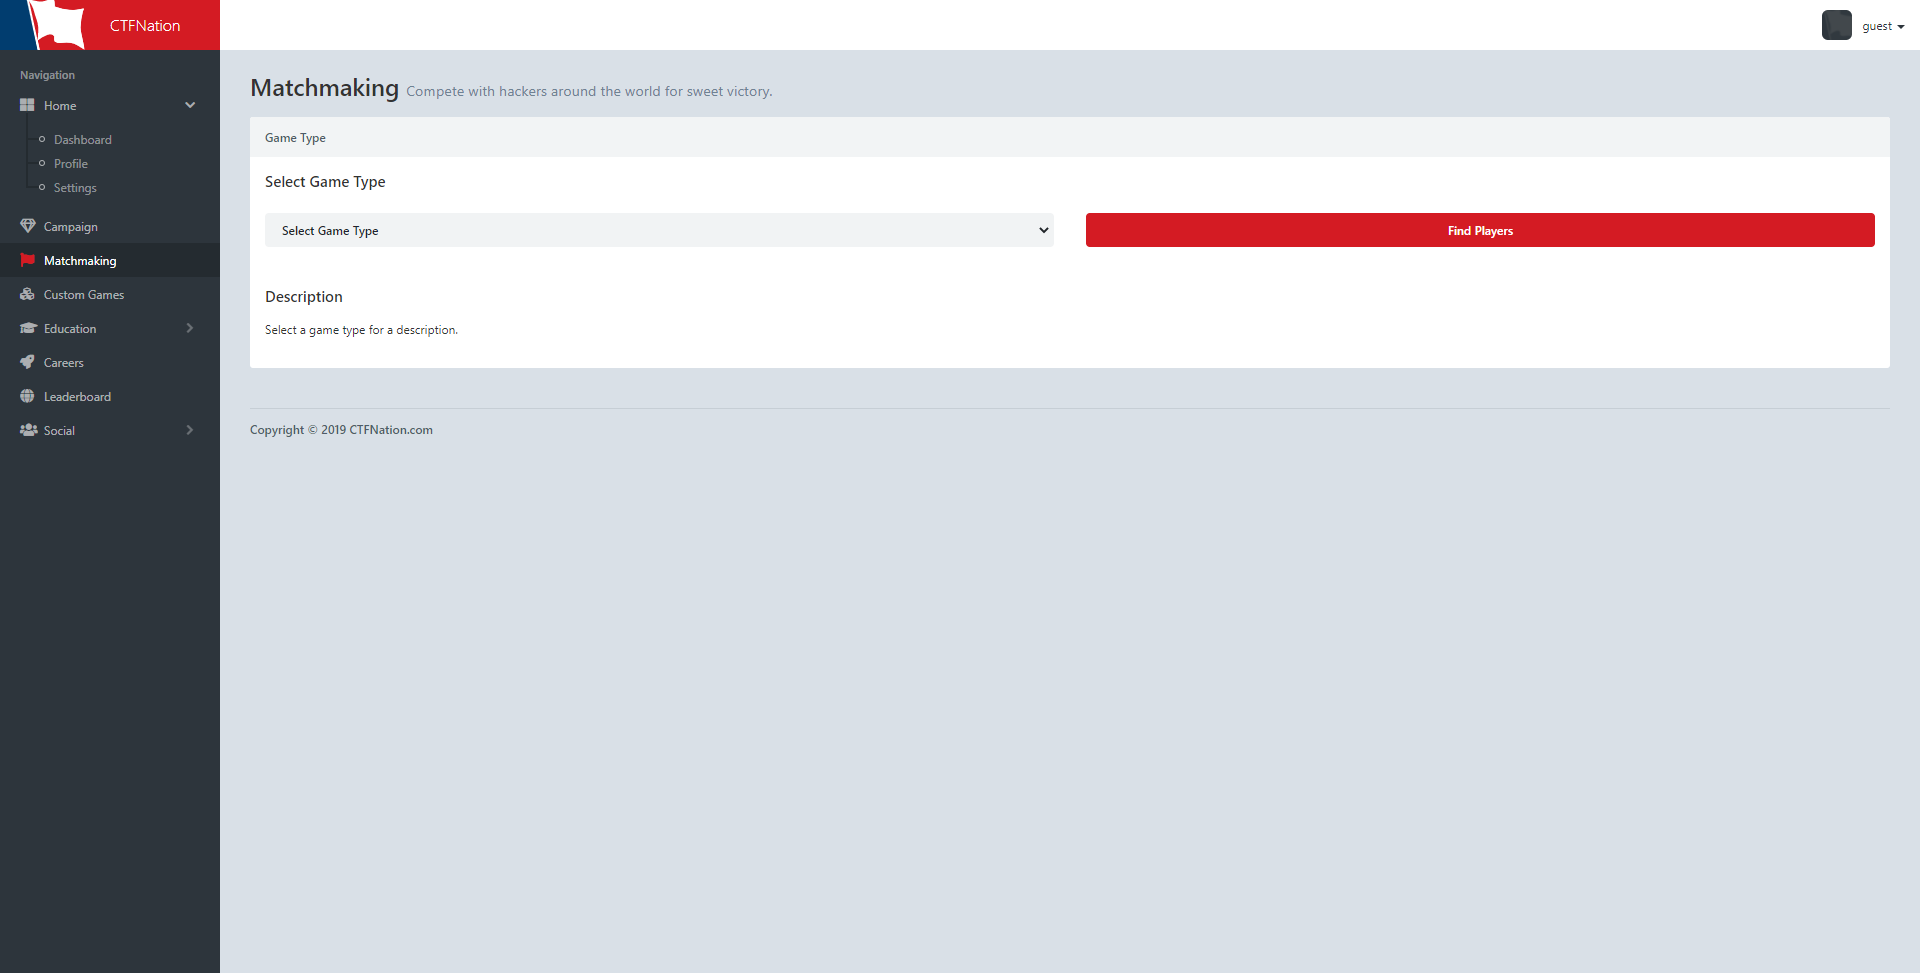 CTFNation
guest
Navigation
Home
Dashboard
Profile
Settings
Campaign
Matchmaking
Custom Games
Education
Careers
Leaderboard
Social
Matchmaking Compete with hackers around the world for sweet victory.
Game Type
Select Game Type
Select Game Type
Find Players
Description
Select a game type for a description.
Copyright © 2019 CTFNation.com